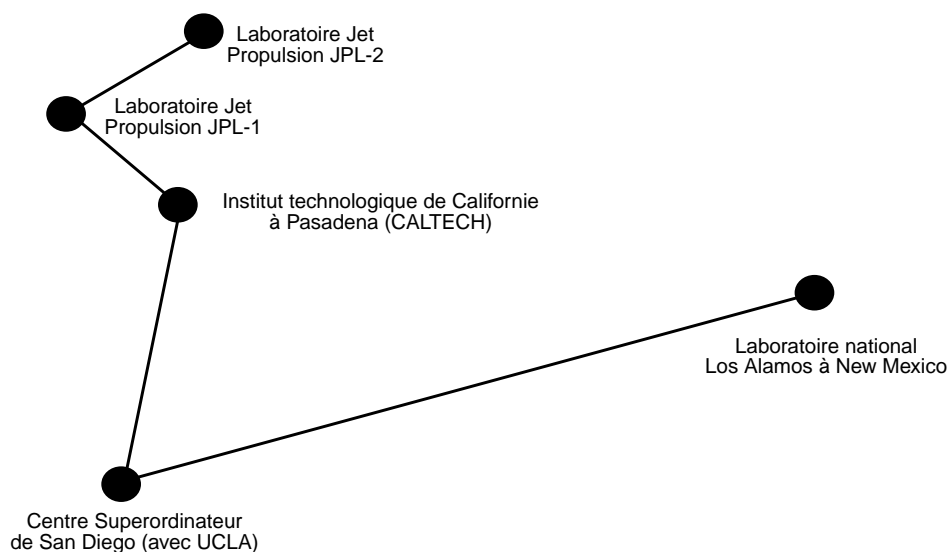 Laboratoire Jet
Propulsion JPL-2
Laboratoire Jet
Propulsion JPL-1
Institut technologique de Californie
à Pasadena (CALTECH)
Laboratoire national
Los Alamos à New Mexico
Centre Superordinateur
de San Diego (avec UCLA)